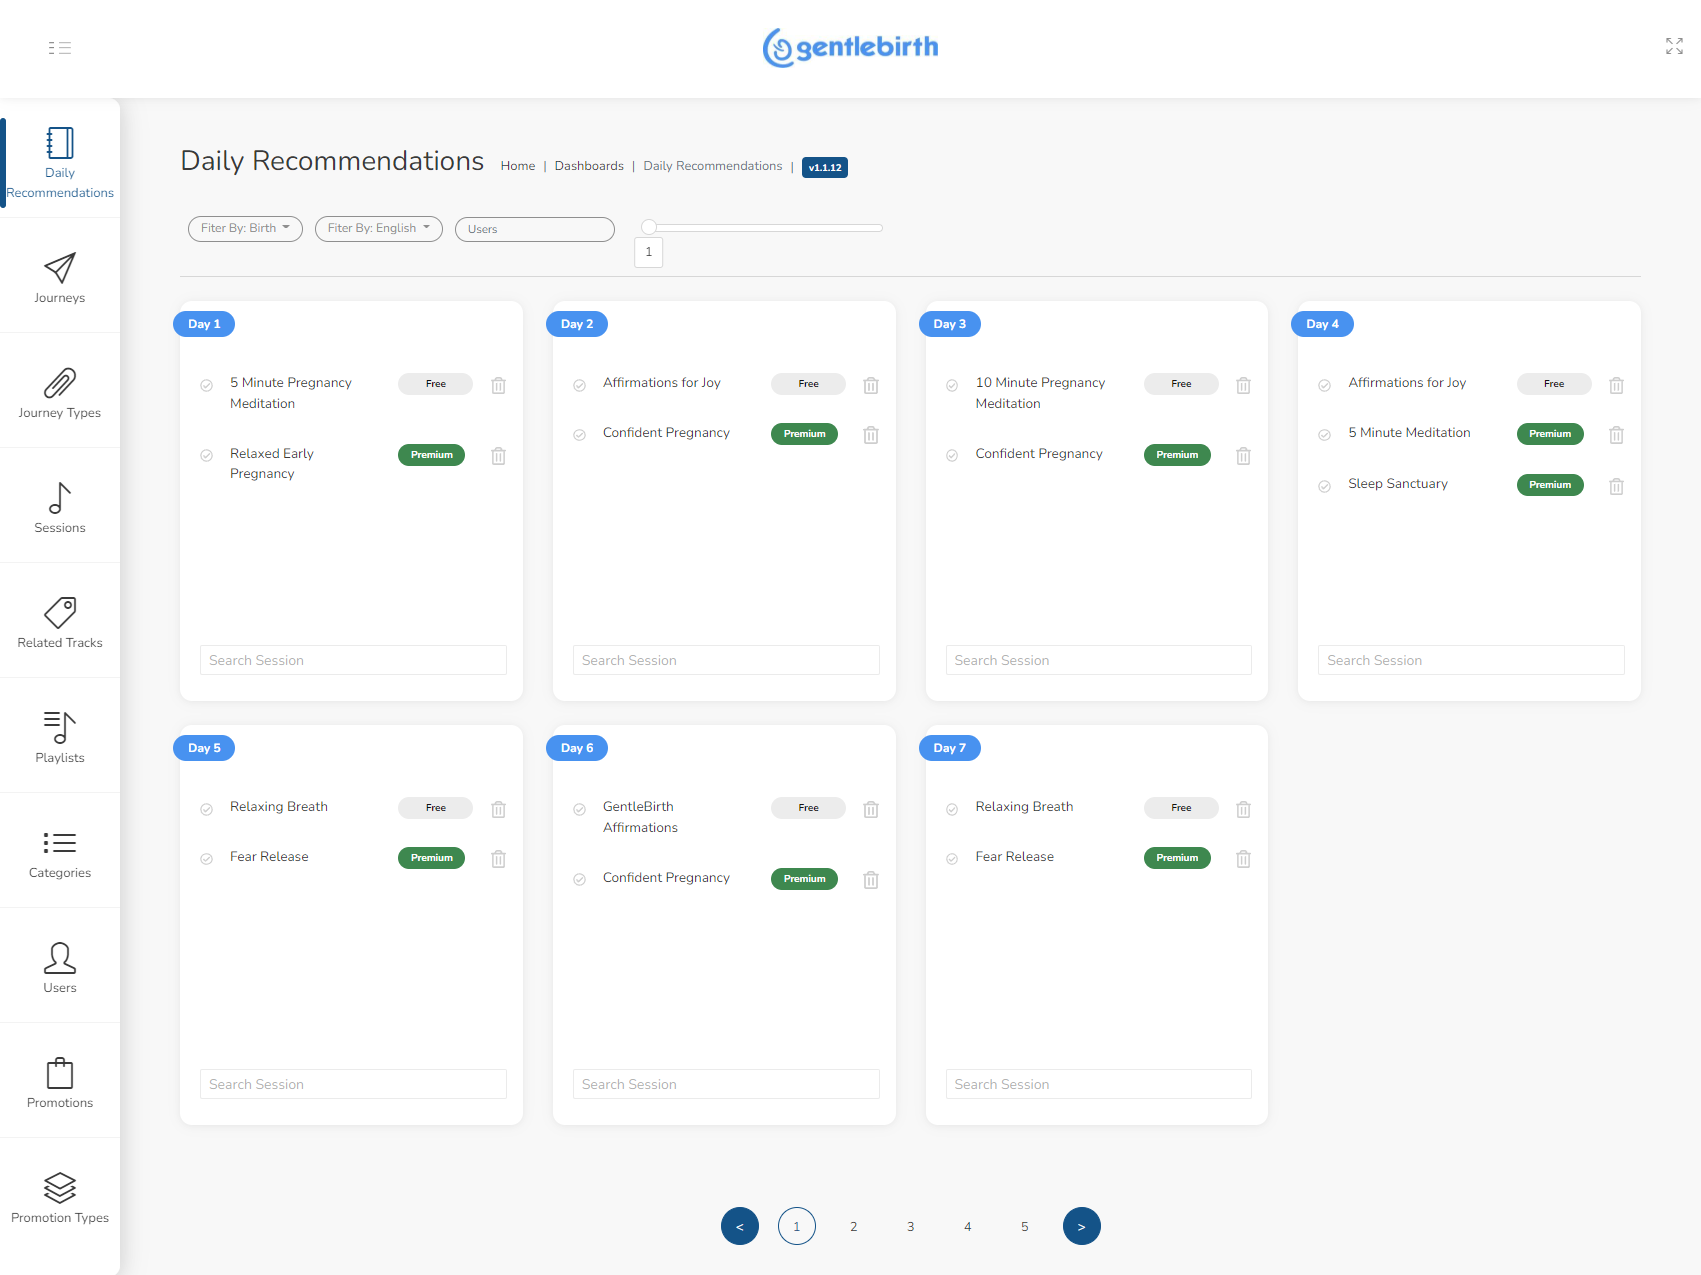 gentlebirth
Daily
Recommendations
Journeys
Journey Types
Sessions
Related Tracks
Playlists
Categories
Users
Promotions
Promotion Types
Daily Recommendations Home | Dashboards | Daily Recommendations | v1.1.12
Fiter By: Birth Fiter By: English Users
1
Day 1
5 Minute Pregnancy Free
Meditation
Relaxed Early Premium
Pregnancy
Search Session
Day 2
Affirmations for Joy Free
Confident Pregnancy Premium
Search Session
Day 3
10 Minute Pregnancy Free
Meditation
Confident Pregnancy Premium
Search Session
Day 4
Affirmations for Joy Free
5 Minute Meditation Premium
Sleep Sanctuary Premium
Search Session
Day 5
Relaxing Breath Free
Fear Release Premium
Search Session
Day 6
GentleBirth Free
Affirmations
Confident Pregnancy Premium
Search Session
Day 7
Relaxing Breath Free
Fear Release Premium
Search Session
< 1 2 3 4 5 >